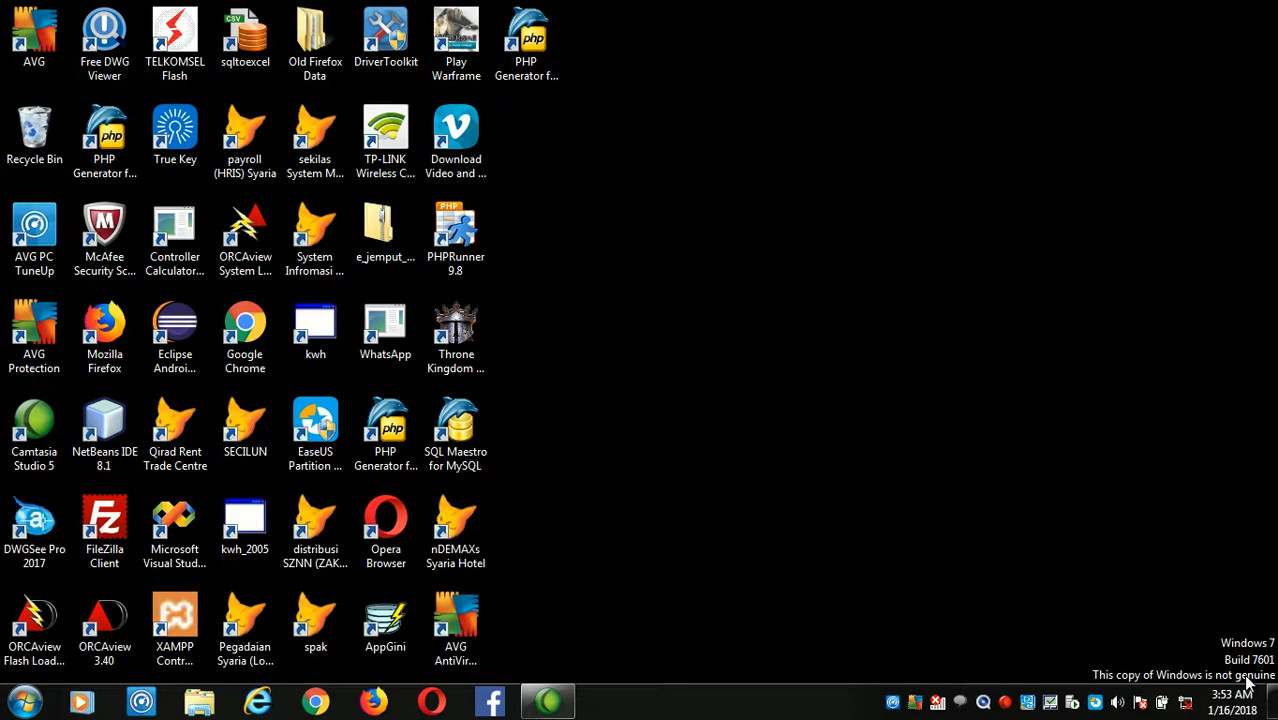 AVG
Free DWG
Viewer
TELKOMSEL
Flash
CSV
sqltoexcel
Old Firefox
Data
DriverToolkit
Play
Warframe
php
PHP
Generator f...
Recycle Bin
php
PHP
Generator f...
True Key
payroll
(HRIS) Syaria
sekilas
System M...
TP-LINK
Wireless C...
Download
Video and ...
AVG PC
TuneUp
McAfee
Security Sc...
Controller
Calculator...
ORCAview
System L...
System
Infromasi ...
e_jemput_...
PHP
PHPRunner
9.8
AVG
Protection
Mozilla
Firefox
Eclipse
Androi...
Google
Chrome
kwh
WhatsApp
Throne
Kingdom ...
Camtasia
Studio 5
NetBeans IDE
8.1
Qirad Rent
Trade Centre
SECILUN
EaseUS
Partition ...
php
PHP
Generator f...
SQL Maestro
for MySQL
DWGSee Pro
2017
Fz
FileZilla
Client
Microsoft
Visual Stud...
kwh_2005
distribusi
SZNN (ZAK...
Opera
Browser
nDEMAXs
Syaria Hotel
ORCAview
Flash Load...
ORCAview
3.40
XAMPP
Contr...
Pegadaian
Syaria (Lo...
spak
AppGini
AVG
AntiVir...
Windows 7
Build 7601
This copy of Windows is not genuine
3:53 AM
1/16/2018